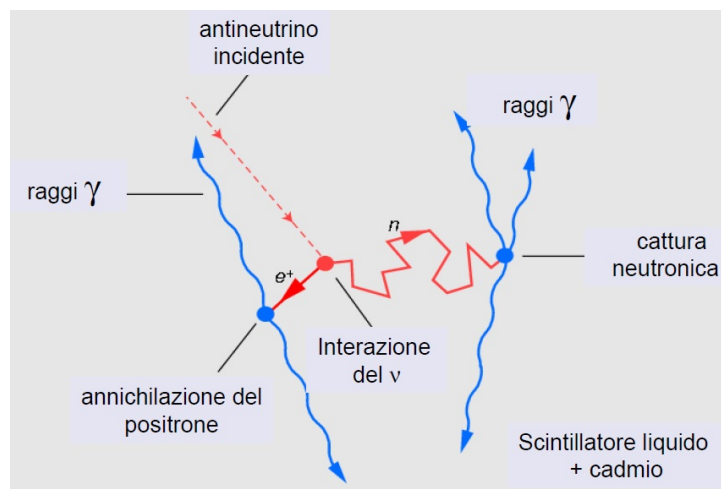 antineutrino
incidente
raggi γ
raggi γ
n
cattura
neutronica
e+
Interazione
del ν
annichilazione del
positrone
Scintillatore liquido
+ cadmio